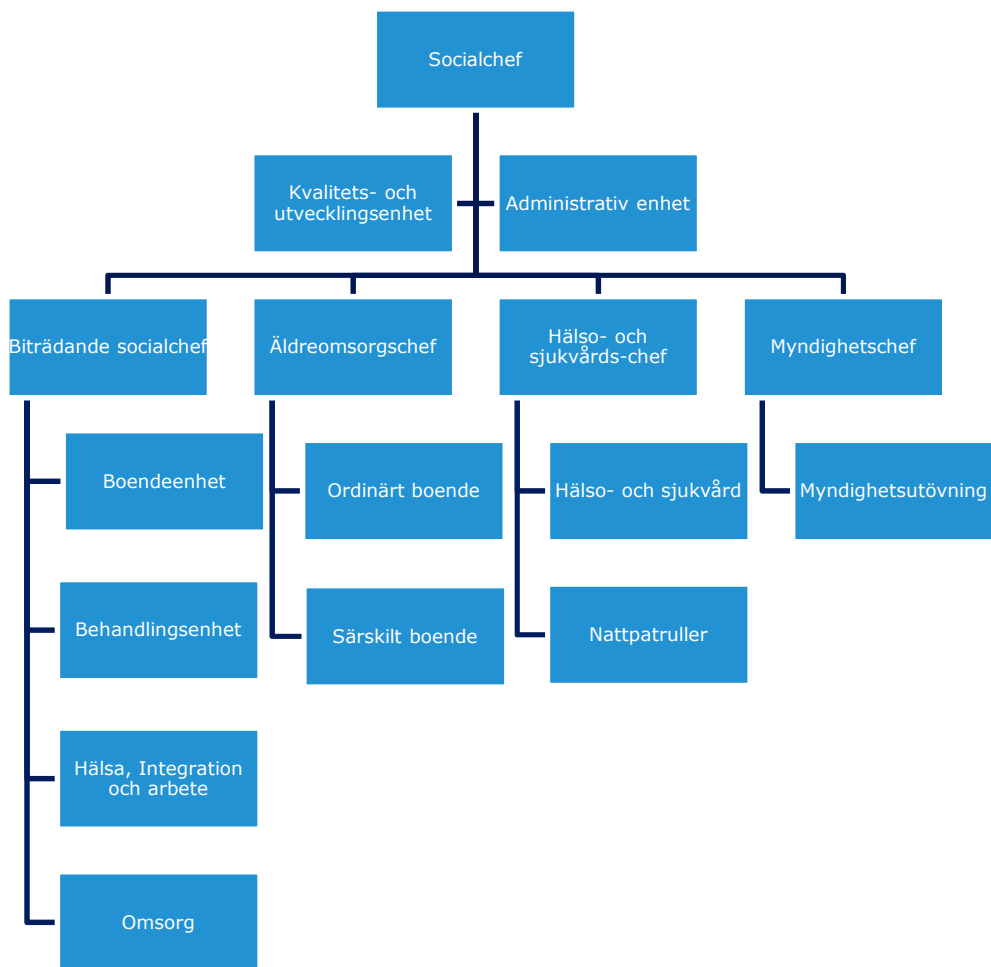 Socialchef
Kvalitets- och
utvecklingsenhet
Administrativ enhet
Biträdande socialchef
Äldreomsorgschef
Hälso- och
sjukvårds-chef
Myndighetschef
Boendeenhet
Ordinärt boende
Hälso- och sjukvård
Myndighetsutövning
Behandlingsenhet
Särskilt boende
Nattpatruller
Hälsa, Integration
och arbete
Omsorg